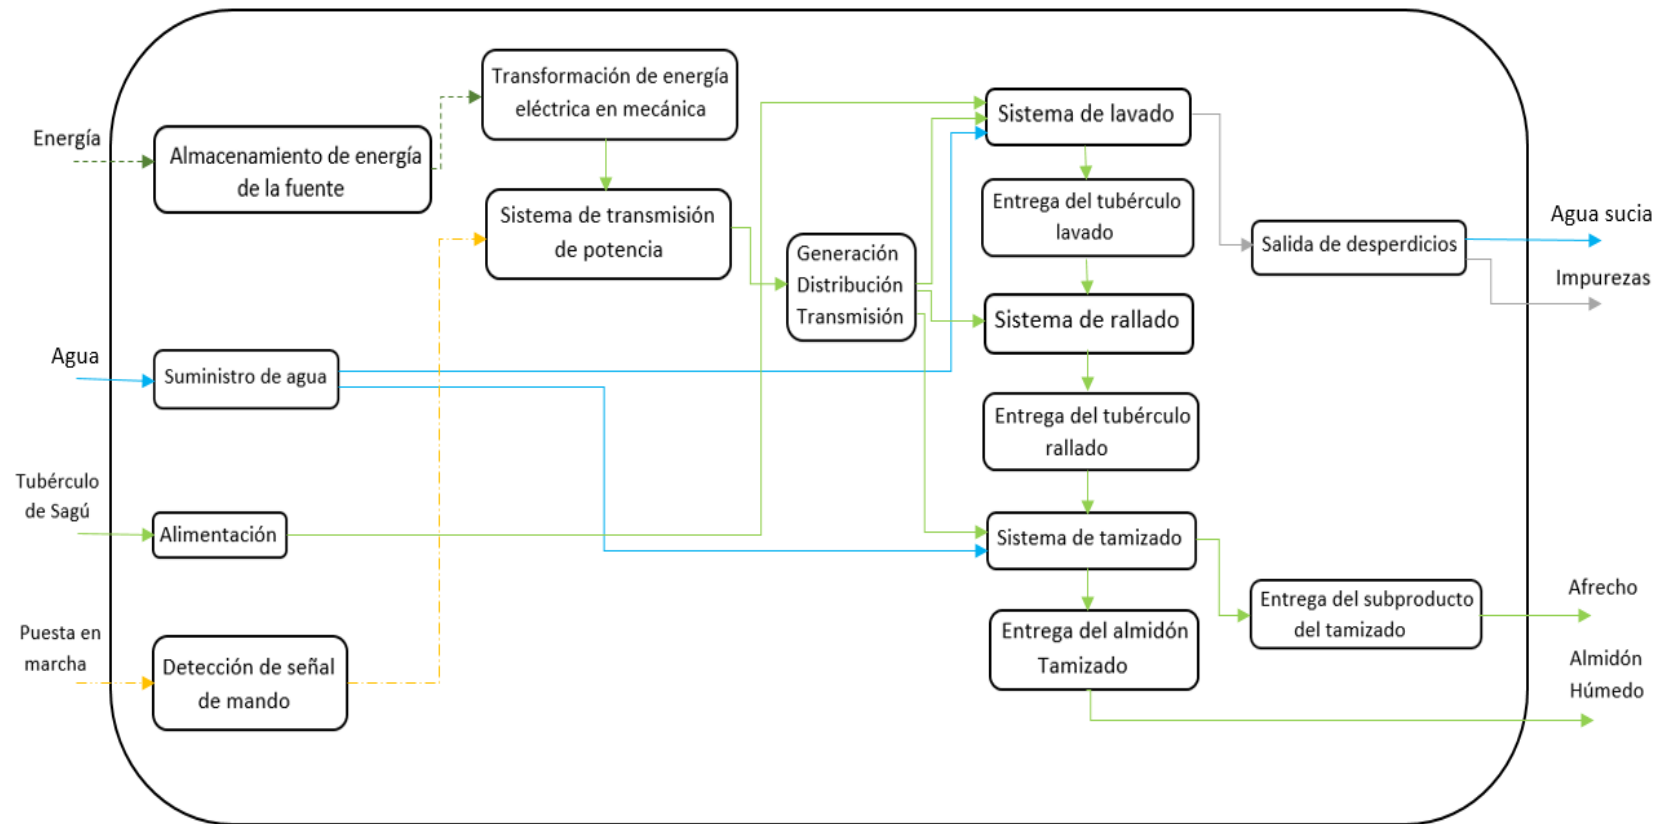 Energía
Almacenamiento de energía
de la fuente
Transformación de energía
eléctrica en mecánica
Sistema de transmisión
de potencia
Generación
Distribución
Transmisión
Sistema de lavado
Entrega del tubérculo
lavado
Sistema de rallado
Entrega del tubérculo
rallado
Sistema de tamizado
Entrega del almidón
Tamizado
Salida de desperdicios
Agua sucia
Impurezas
Agua
Suministro de agua
Tubérculo
de Sagú
Alimentación
Puesta en
marcha
Detección de señal
de mando
Entrega del subproducto
del tamizado
Afrecho
Almidón
Húmedo